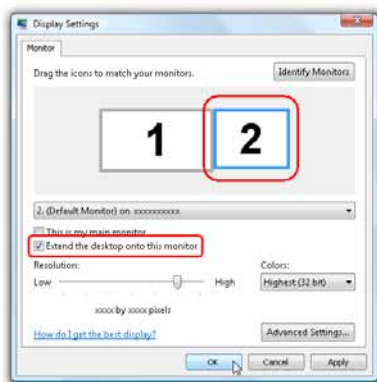 Display Settings
Monitor
Drag the icons to match your monitors.
Identify Monitors
1
2
2. (Default Monitor) on xxxxxxxxxx
This is my main monitor
Extend the desktop onto this monitor
Resolution:
Colors:
Low
High
Highest (32 bit)
xxxx by xxxx pixels
How do I get the best display?
Advanced Settings...
OK
Cancel
Apply